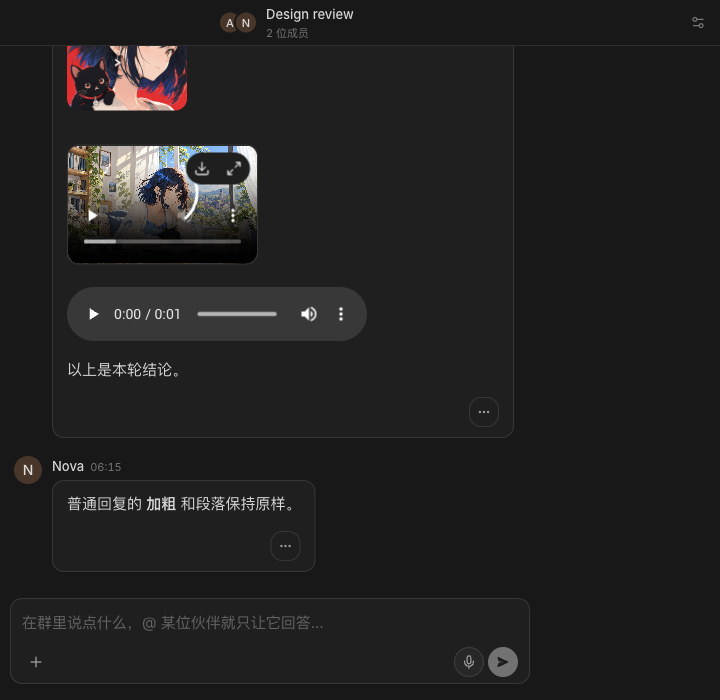 A N Design review
2 位成员
0:00 / 0:01
以上是本轮结论。
N Nova 06:15
普通回复的 加粗 和段落保持原样。
在群里说点什么，@ 某位伙伴就只让它回答...